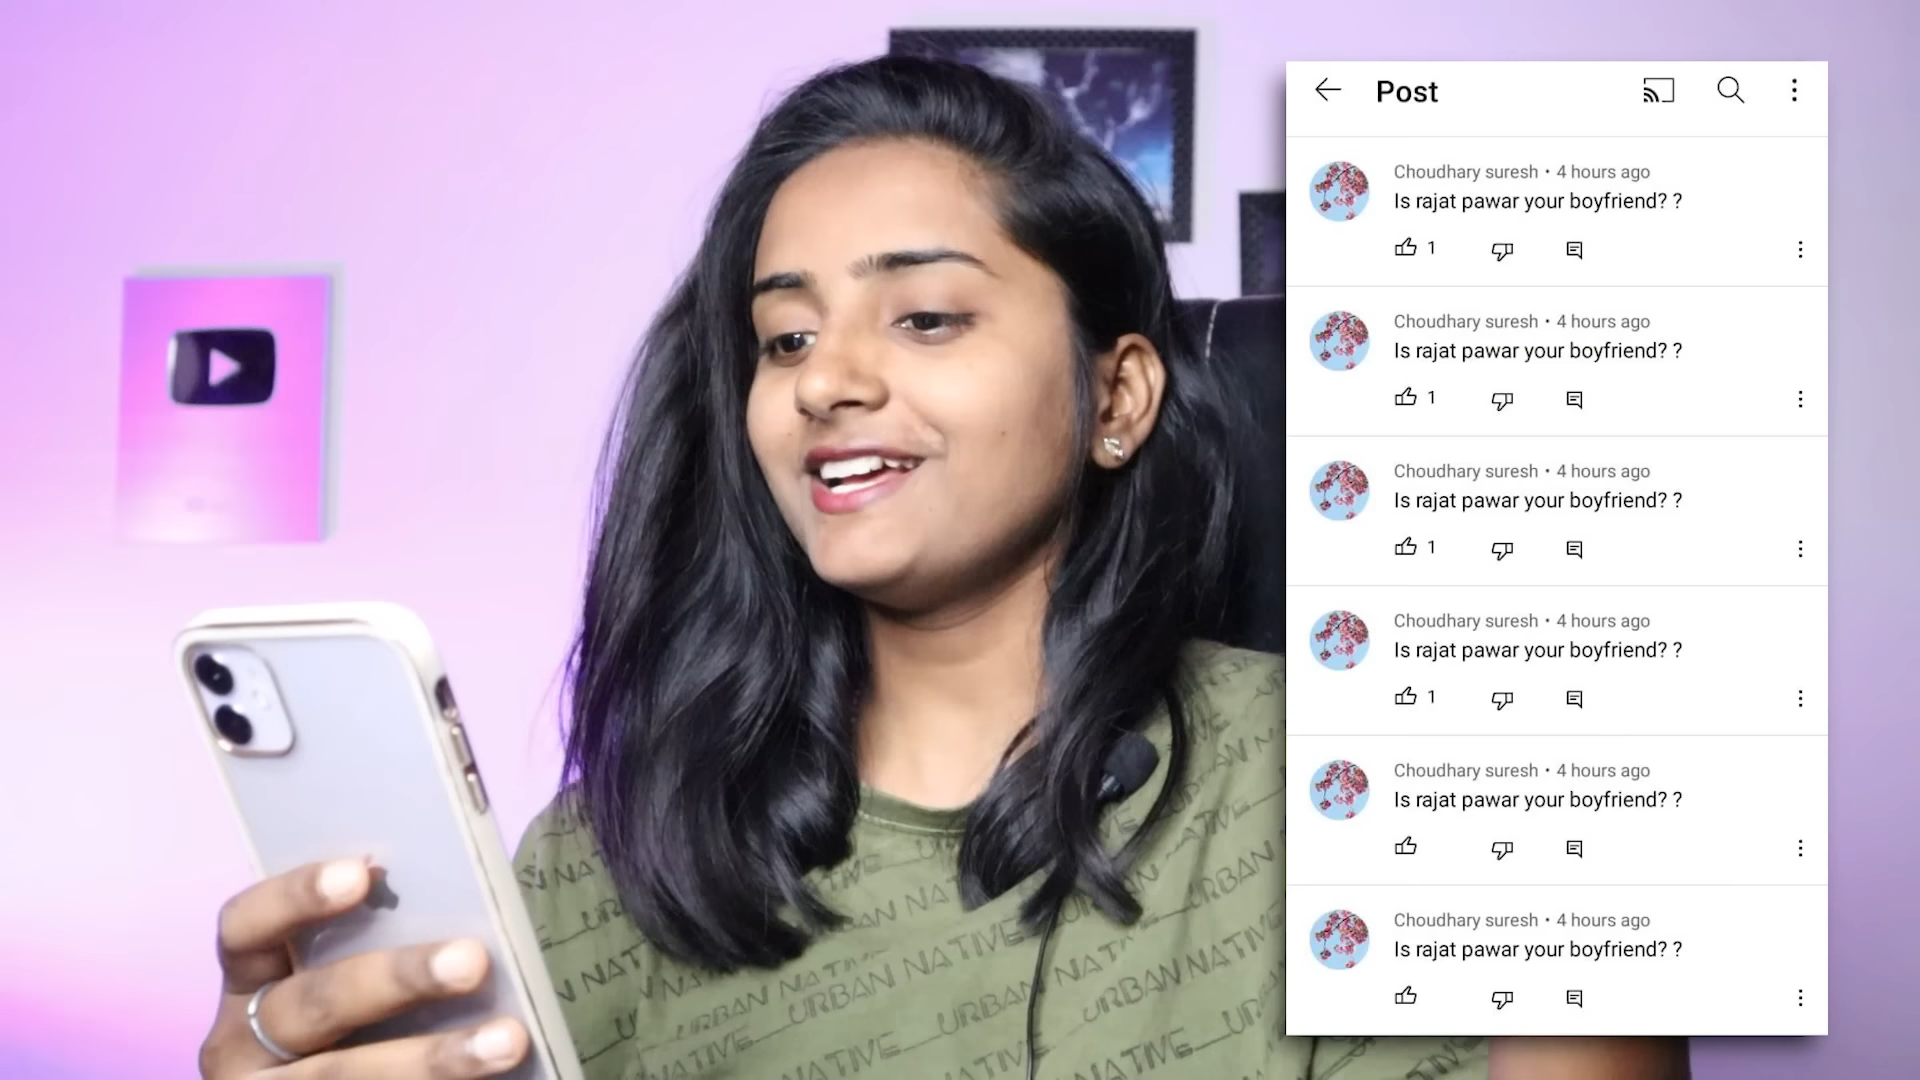 Post
Choudhary suresh • 4 hours ago
Is rajat pawar your boyfriend? ?
1
Choudhary suresh • 4 hours ago
Is rajat pawar your boyfriend? ?
1
Choudhary suresh • 4 hours ago
Is rajat pawar your boyfriend? ?
1
Choudhary suresh • 4 hours ago
Is rajat pawar your boyfriend? ?
1
Choudhary suresh • 4 hours ago
Is rajat pawar your boyfriend? ?
Choudhary suresh • 4 hours ago
Is rajat pawar your boyfriend? ?
URBAN NATIVE
URBAN NATIVE
URBAN NATIVE